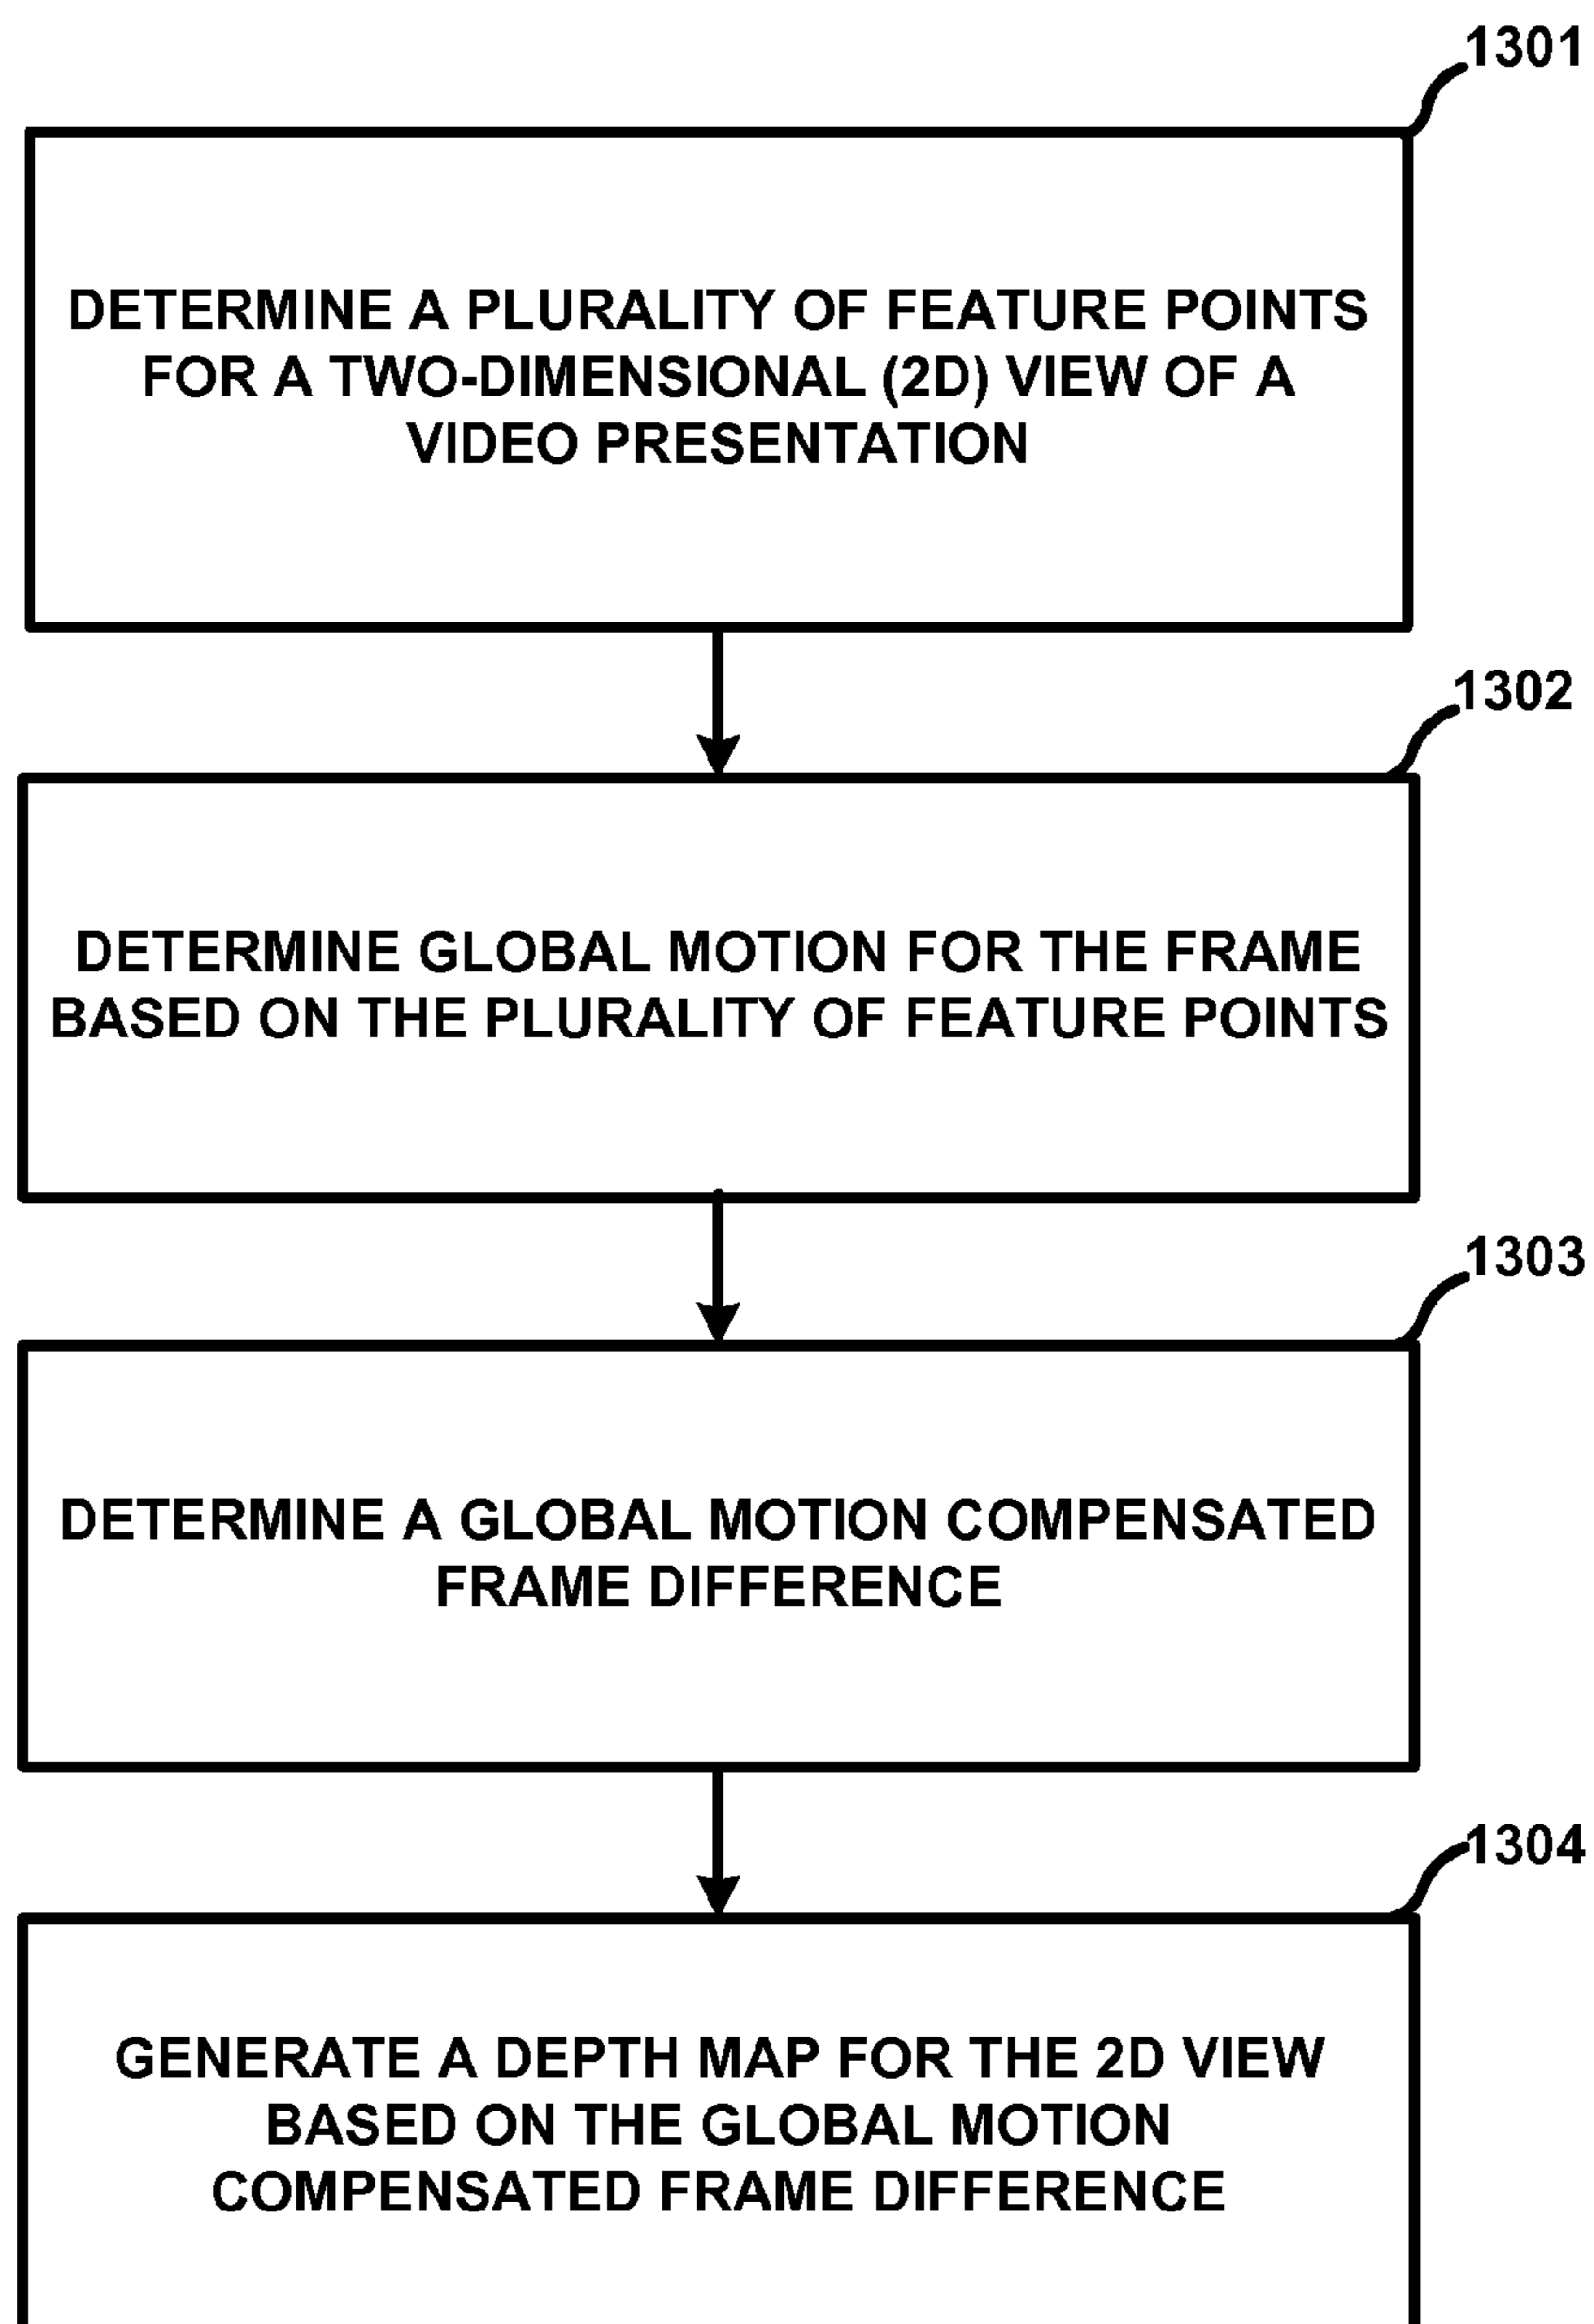 1301
DETERMINE A PLURALITY OF FEATURE POINTS
FOR A TWO-DIMENSIONAL (2D) VIEW OF A
VIDEO PRESENTATION
1302
DETERMINE GLOBAL MOTION FOR THE FRAME
BASED ON THE PLURALITY OF FEATURE POINTS
1303
DETERMINE A GLOBAL MOTION COMPENSATED
FRAME DIFFERENCE
1304
GENERATE A DEPTH MAP FOR THE 2D VIEW
BASED ON THE GLOBAL MOTION
COMPENSATED FRAME DIFFERENCE